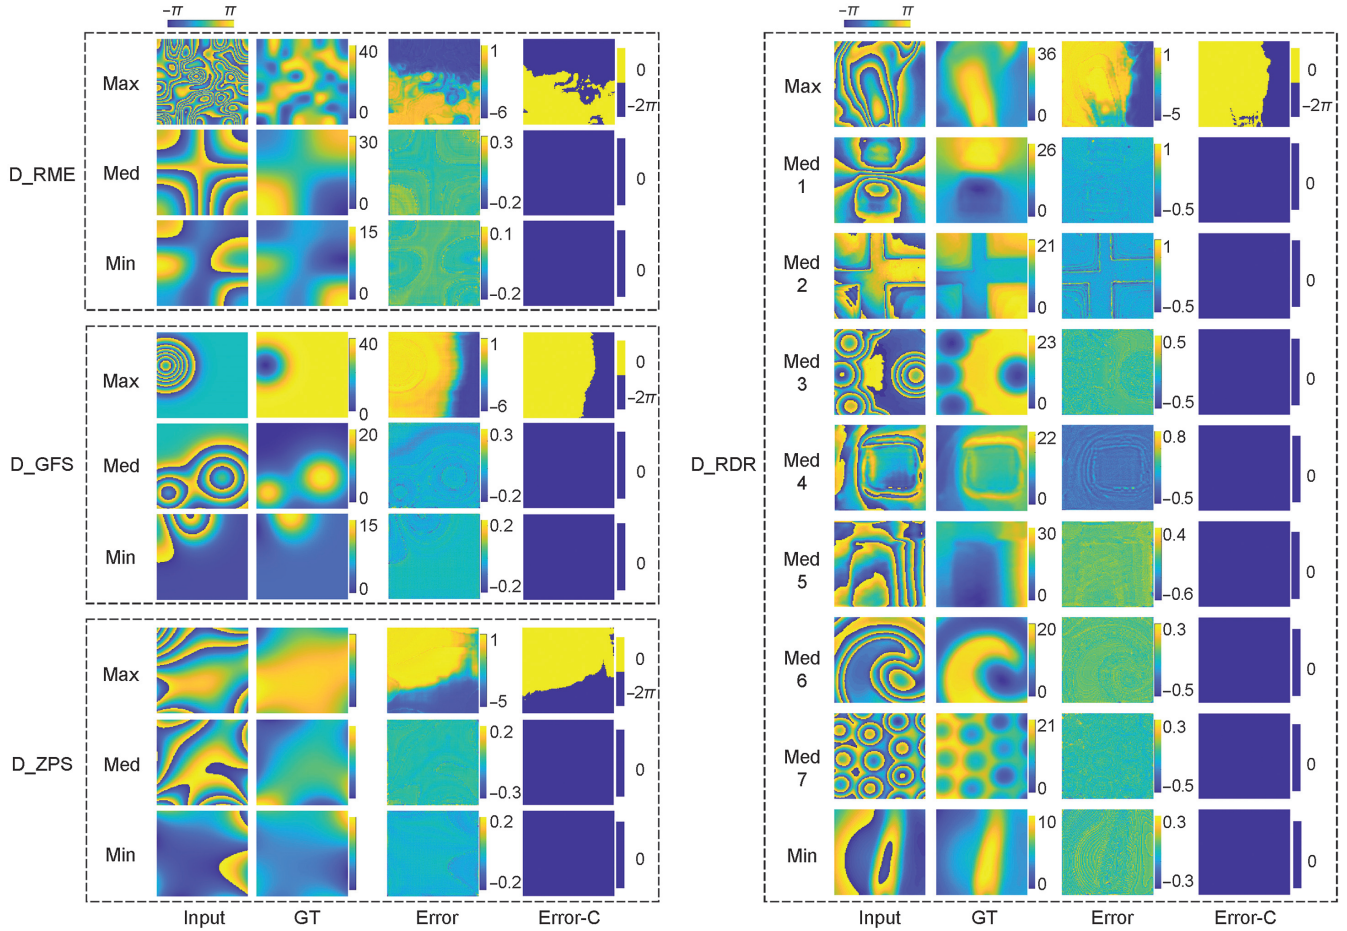 −π π
D_RME
Max 40 0 1 −6 0 −2π
Med 30 0 0.3 −0.2 0
Min 15 0 0.1 −0.2 0
D_GFS
Max 40 0 1 −6 0 −2π
Med 20 0 0.3 −0.2 0
Min 15 0 0.2 −0.2 0
D_ZPS
Max 1 −5 0 −2π
Med 0.2 −0.3 0
Min 0.2 −0.2 0
Input GT Error Error-C
−π π
D_RDR
Max 36 0 1 −5 0 −2π
Med 1 26 0 1 −0.5 0
Med 2 21 0 1 −0.5 0
Med 3 23 0 0.5 −0.5 0
Med 4 22 0 0.8 −0.5 0
Med 5 30 0 0.4 −0.6 0
Med 6 20 0 0.3 −0.5 0
Med 7 21 0 0.3 −0.5 0
Min 10 0 0.3 −0.3 0
Input GT Error Error-C